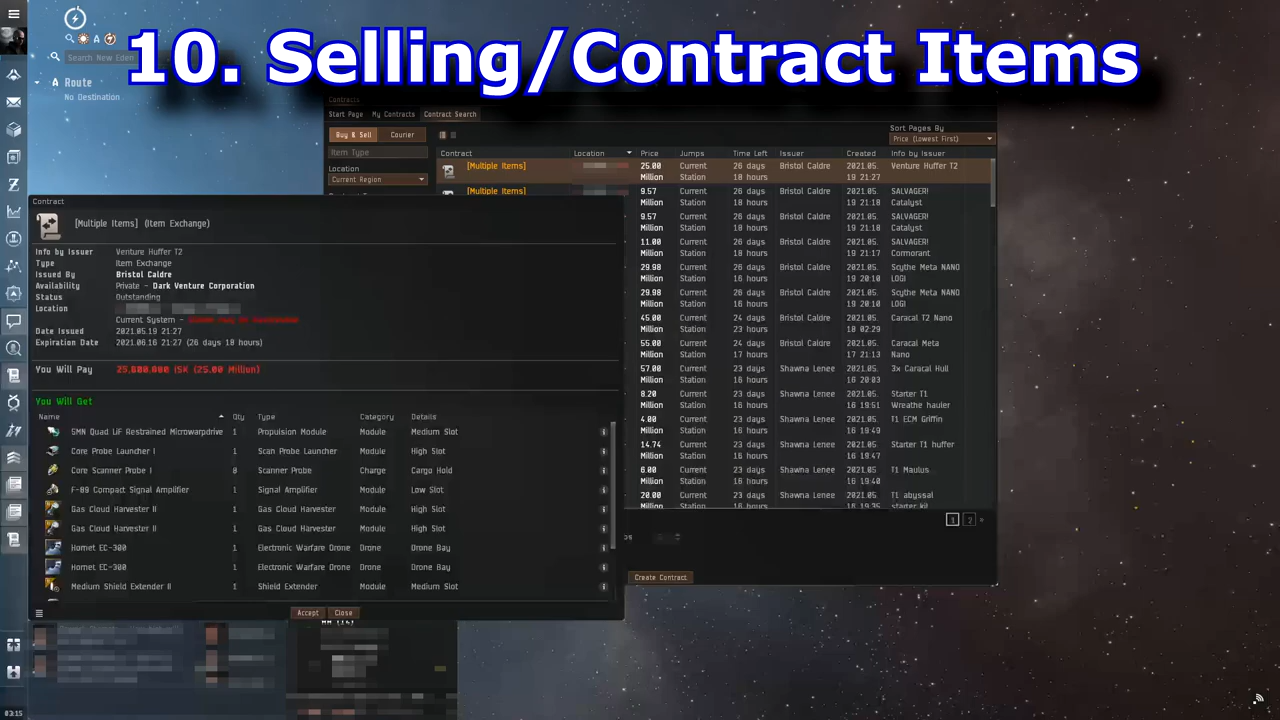 10. Selling/Contract Items
Search New Eden
Route
No Destination
Contracts
Start Page My Contracts Contract Search
Buy & Sell Courier
Item Type
Location
Current Region
Sort Pages By
Price (Lowest First)
Contract Location Price Jumps Time Left Issuer Created Info by Issuer
[Multiple Items] 25.00 Million Current Station 26 days 18 hours Bristol Caldre 2021.05.19 21:27 Venture Huffer T2
[Multiple Items] 9.57 Million Current Station 26 days 18 hours Bristol Caldre 2021.05.19 21:18 SALVAGER! Catalyst
9.57 Million Current Station 26 days 18 hours Bristol Caldre 2021.05.19 21:18 SALVAGER! Catalyst
11.00 Million Current Station 26 days 18 hours Bristol Caldre 2021.05.19 21:17 SALVAGER! Cormorant
29.98 Million Current Station 26 days 16 hours Bristol Caldre 2021.05.19 20:10 Scythe Meta NANO LOGI
29.98 Million Current Station 26 days 16 hours Bristol Caldre 2021.05.19 20:10 Scythe Meta NANO LOGI
45.00 Million Current Station 24 days 23 hours Bristol Caldre 2021.05.18 02:29 Caracal T2 Nano
55.00 Million Current Station 24 days 17 hours Bristol Caldre 2021.05.17 21:13 Caracal Meta Nano
57.00 Million Current Station 23 days 16 hours Shawna Lenee 2021.05.16 20:03 3x Caracal Hull
8.20 Million Current Station 23 days 16 hours Shawna Lenee 2021.05.16 19:51 Starter T1 Wreathe hauler
4.00 Million Current Station 23 days 16 hours Shawna Lenee 2021.05.16 19:49 T1 ECM Griffin
14.74 Million Current Station 23 days 16 hours Shawna Lenee 2021.05.16 19:47 Starter T1 huffer
6.00 Million Current Station 23 days 16 hours Shawna Lenee 2021.05.16 19:40 T1 Maulus
20.00 Million Current Station 23 days 16 hours Shawna Lenee 2021.05.16 19:35 T1 abyssal starter kit
1 2 »
Create Contract
Contract
[Multiple Items] (Item Exchange)
Info by Issuer Venture Huffer T2
Type Item Exchange
Issued By Bristol Caldre
Availability Private - Dark Venture Corporation
Status Outstanding
Location
Current System -
Date Issued 2021.05.19 21:27
Expiration Date 2021.06.16 21:27 (26 days 18 hours)
You Will Pay 25,000,000 ISK (25.00 Million)
You Will Get
Name Qty Type Category Details
5MN Quad LiF Restrained Microwarpdrive 1 Propulsion Module Module Medium Slot
Core Probe Launcher I 1 Scan Probe Launcher Module High Slot
Core Scanner Probe I 8 Scanner Probe Charge Cargo Hold
F-89 Compact Signal Amplifier 1 Signal Amplifier Module Low Slot
Gas Cloud Harvester II 1 Gas Cloud Harvester Module High Slot
Gas Cloud Harvester II 1 Gas Cloud Harvester Module High Slot
Hornet EC-300 1 Electronic Warfare Drone Drone Drone Bay
Hornet EC-300 1 Electronic Warfare Drone Drone Drone Bay
Medium Shield Extender II 1 Shield Extender Module Medium Slot
Accept Close
03:15